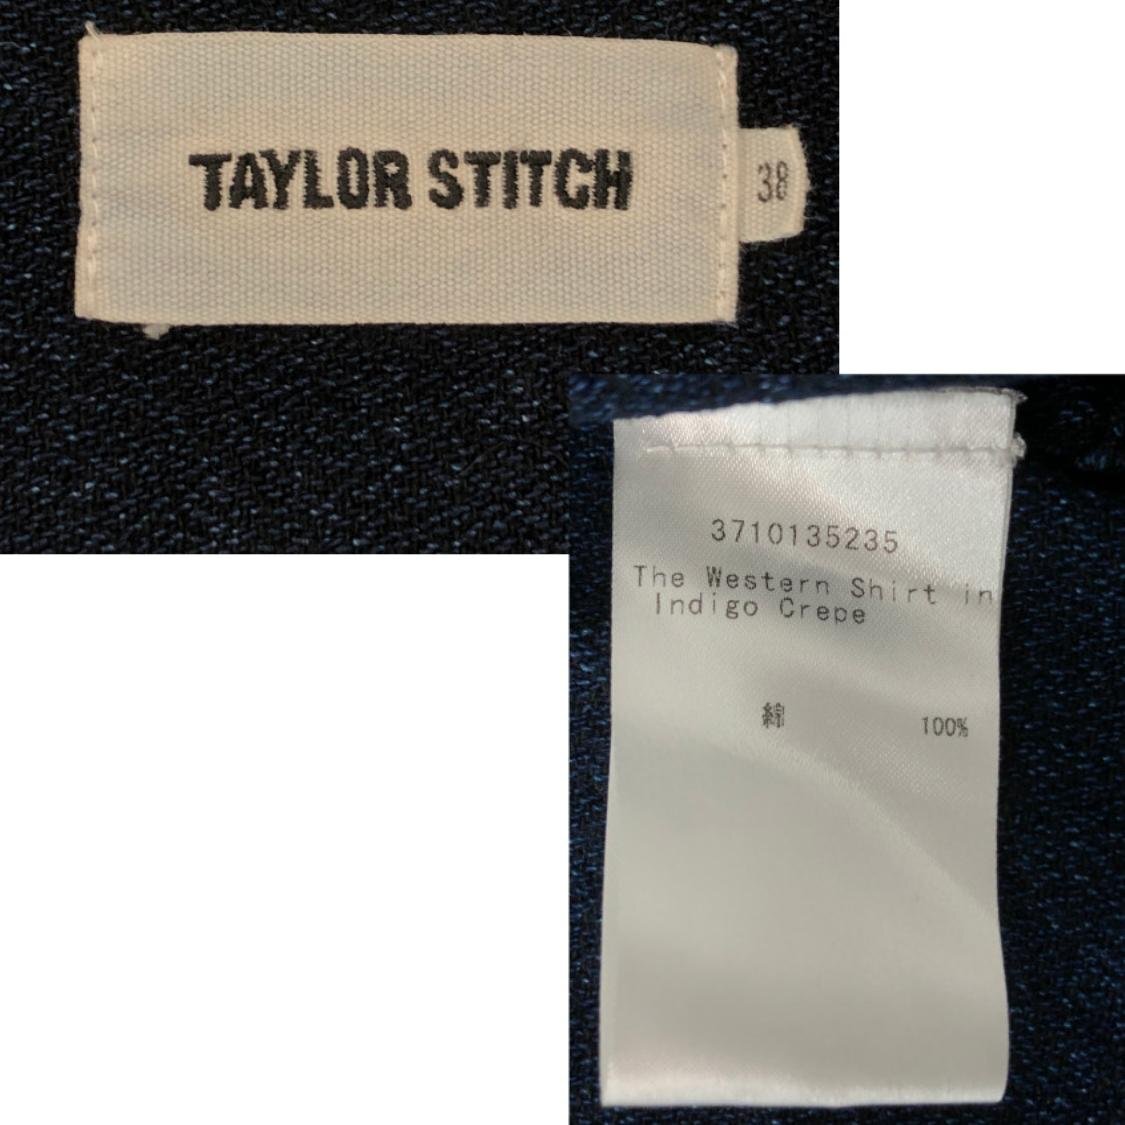 TAYLOR STITCH
38
3710135235
The Western Shirt in
Indigo Crepe
綿 100%